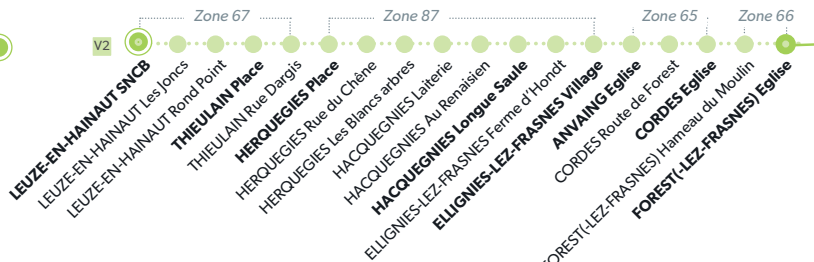 Zone 67
Zone 87
Zone 65
Zone 66
V2
LEUZE-EN-HAINAUT SNCB
LEUZE-EN-HAINAUT Les Joncs
LEUZE-EN-HAINAUT Rond Point
THIEULAIN Place
THIEULAIN Rue Dargis
HERQUEGIES Place
HERQUEGIES Rue du Chêne
HERQUEGIES Les Blancs arbres
HACQUEGNIES Laiterie
HACQUEGNIES Au Renaisien
HACQUEGNIES Longue Saule
ELLIGNIES-LEZ-FRASNES Ferme d'Hondt
ELLIGNIES-LEZ-FRASNES Village
ANVAING Eglise
CORDES Route de Forest
CORDES Eglise
FOREST(-LEZ-FRASNES) Hameau du Moulin
FOREST(-LEZ-FRASNES) Eglise